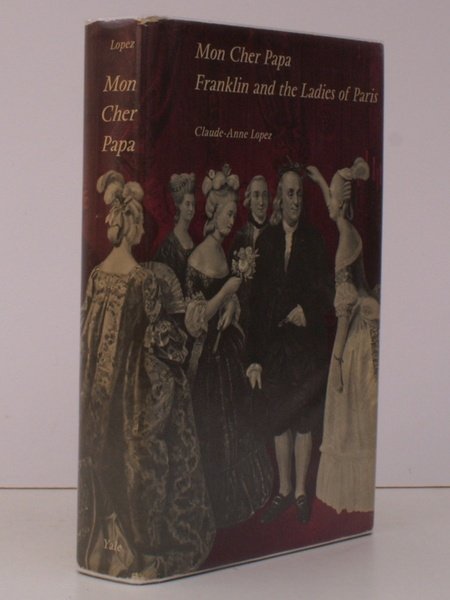 Lopez
Mon
Cher
Papa
Yale
Mon Cher Papa
Franklin and the Ladies of Paris
Claude-Anne Lopez